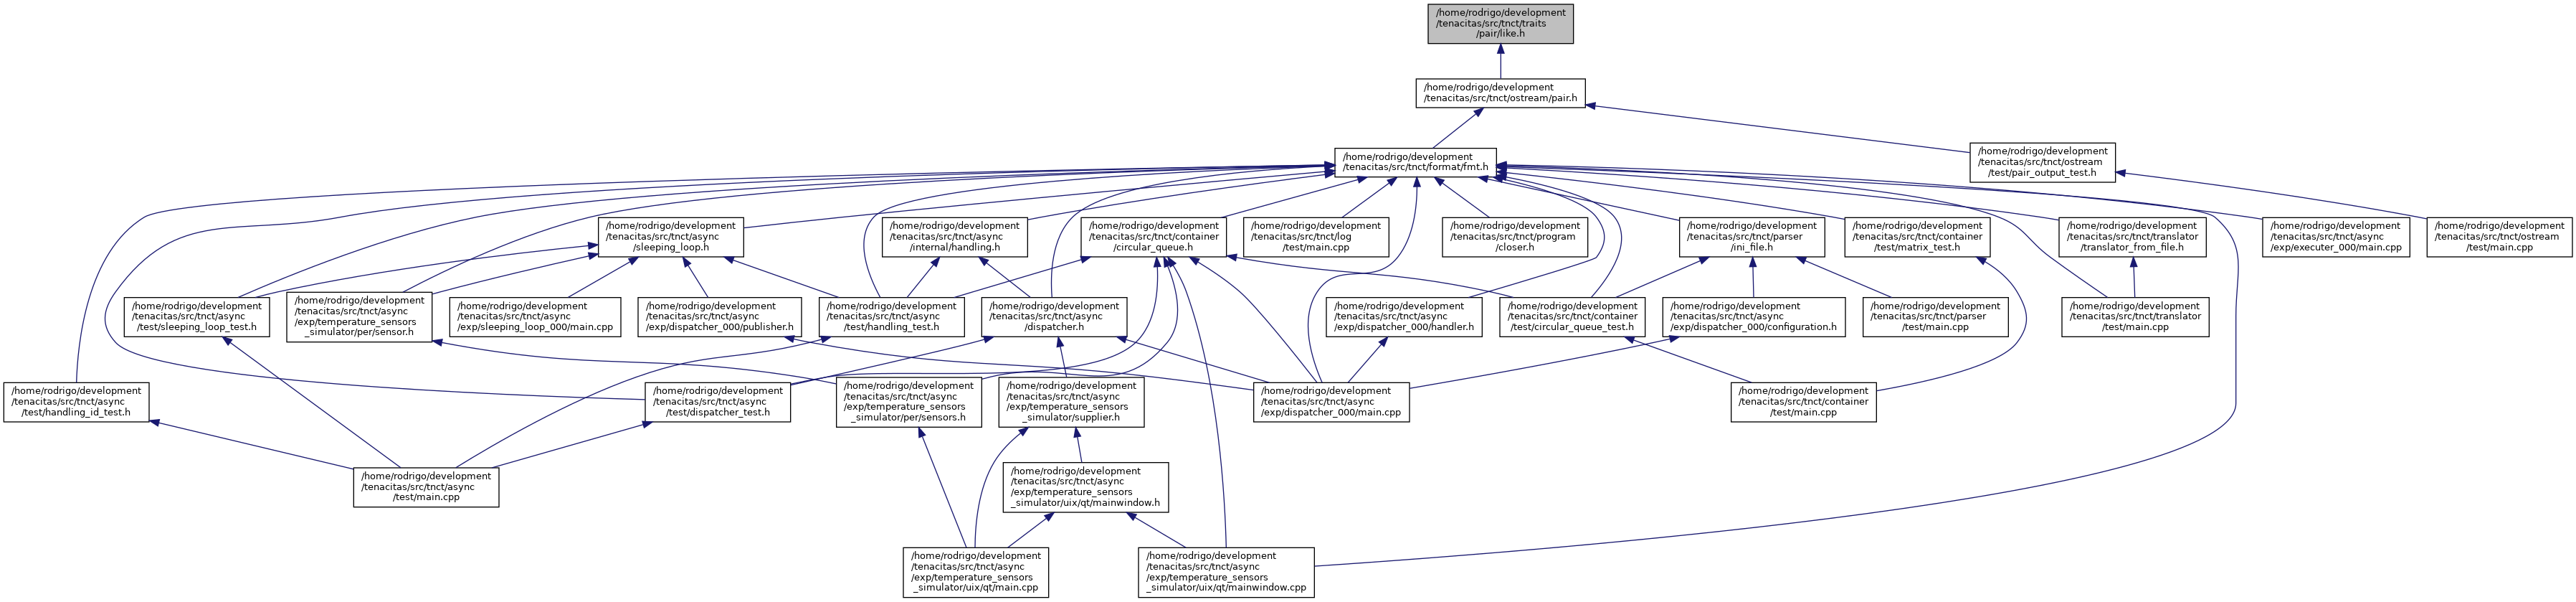 /home/rodrigo/development
/tenacitas/src/tnct/traits
/pair/like.h
/home/rodrigo/development
/tenacitas/src/tnct/ostream/pair.h
/home/rodrigo/development
/tenacitas/src/tnct/format/fmt.h
/home/rodrigo/development
/tenacitas/src/tnct/ostream
/test/pair_output_test.h
/home/rodrigo/development
/tenacitas/src/tnct/async
/sleeping_loop.h
/home/rodrigo/development
/tenacitas/src/tnct/async
/internal/handling.h
/home/rodrigo/development
/tenacitas/src/tnct/container
/circular_queue.h
/home/rodrigo/development
/tenacitas/src/tnct/log
/test/main.cpp
/home/rodrigo/development
/tenacitas/src/tnct/program
/closer.h
/home/rodrigo/development
/tenacitas/src/tnct/parser
/ini_file.h
/home/rodrigo/development
/tenacitas/src/tnct/container
/test/matrix_test.h
/home/rodrigo/development
/tenacitas/src/tnct/translator
/translator_from_file.h
/home/rodrigo/development
/tenacitas/src/tnct/async
/exp/executer_000/main.cpp
/home/rodrigo/development
/tenacitas/src/tnct/ostream
/test/main.cpp
/home/rodrigo/development
/tenacitas/src/tnct/async
/test/sleeping_loop_test.h
/home/rodrigo/development
/tenacitas/src/tnct/async
/exp/temperature_sensors
_simulator/per/sensor.h
/home/rodrigo/development
/tenacitas/src/tnct/async
/exp/sleeping_loop_000/main.cpp
/home/rodrigo/development
/tenacitas/src/tnct/async
/exp/dispatcher_000/publisher.h
/home/rodrigo/development
/tenacitas/src/tnct/async
/test/handling_test.h
/home/rodrigo/development
/tenacitas/src/tnct/async
/dispatcher.h
/home/rodrigo/development
/tenacitas/src/tnct/async
/exp/dispatcher_000/handler.h
/home/rodrigo/development
/tenacitas/src/tnct/container
/test/circular_queue_test.h
/home/rodrigo/development
/tenacitas/src/tnct/async
/exp/dispatcher_000/configuration.h
/home/rodrigo/development
/tenacitas/src/tnct/parser
/test/main.cpp
/home/rodrigo/development
/tenacitas/src/tnct/translator
/test/main.cpp
/home/rodrigo/development
/tenacitas/src/tnct/async
/test/handling_id_test.h
/home/rodrigo/development
/tenacitas/src/tnct/async
/test/dispatcher_test.h
/home/rodrigo/development
/tenacitas/src/tnct/async
/exp/temperature_sensors
_simulator/per/sensors.h
/home/rodrigo/development
/tenacitas/src/tnct/async
/exp/temperature_sensors
_simulator/supplier.h
/home/rodrigo/development
/tenacitas/src/tnct/async
/exp/dispatcher_000/main.cpp
/home/rodrigo/development
/tenacitas/src/tnct/container
/test/main.cpp
/home/rodrigo/development
/tenacitas/src/tnct/async
/test/main.cpp
/home/rodrigo/development
/tenacitas/src/tnct/async
/exp/temperature_sensors
_simulator/uix/qt/mainwindow.h
/home/rodrigo/development
/tenacitas/src/tnct/async
/exp/temperature_sensors
_simulator/uix/qt/main.cpp
/home/rodrigo/development
/tenacitas/src/tnct/async
/exp/temperature_sensors
_simulator/uix/qt/mainwindow.cpp